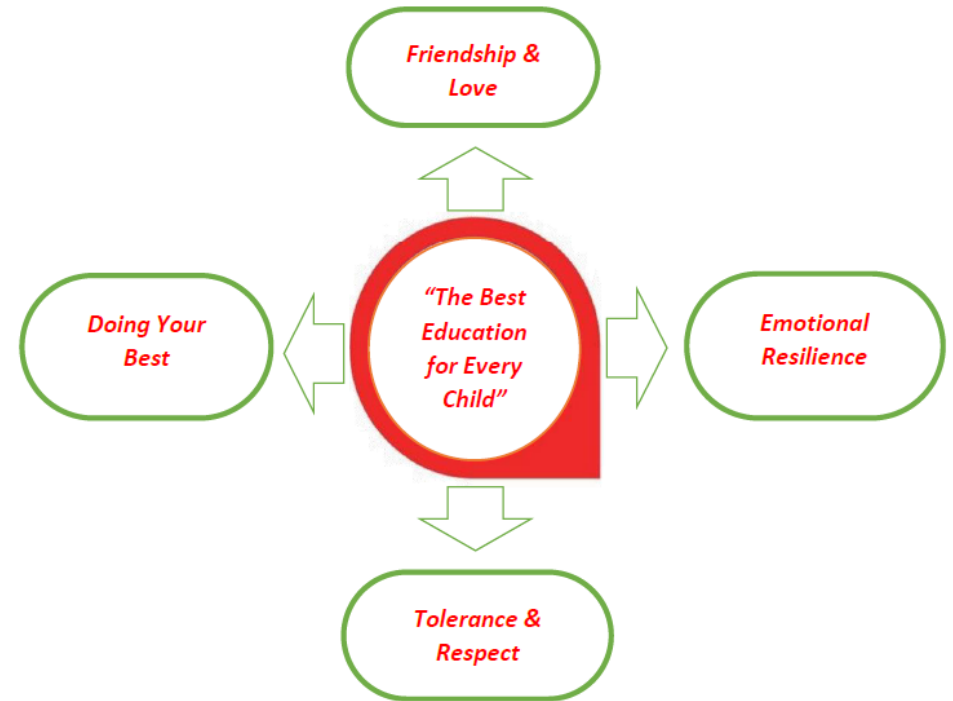 Friendship &
Love
“The Best
Education
for Every
Child”
Doing Your
Best
Emotional
Resilience
Tolerance &
Respect